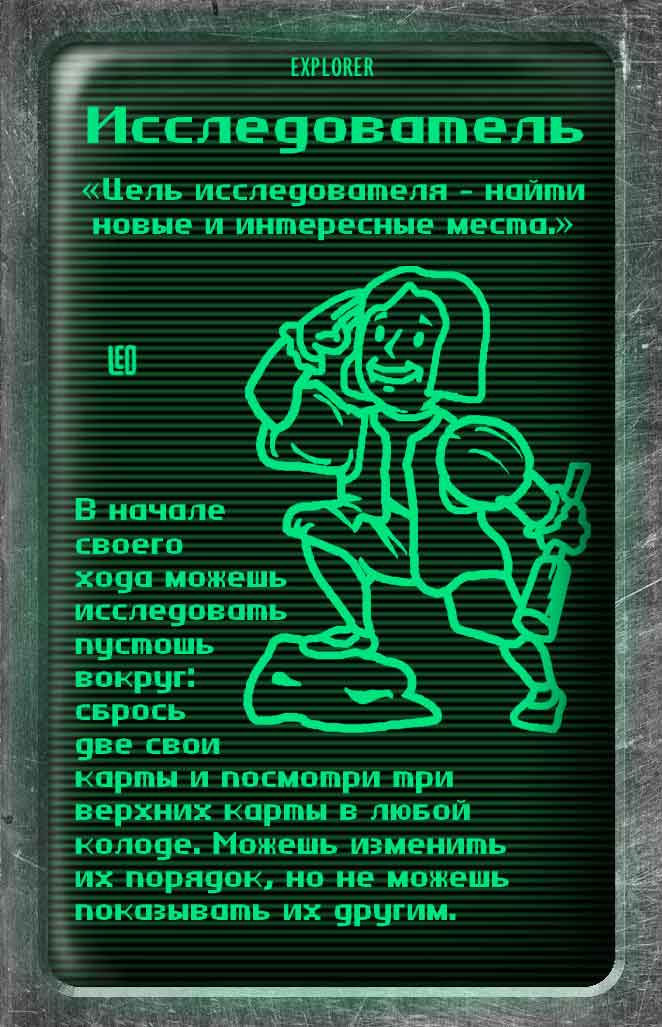 EXPLORER
Исследователь
«Цель исследователя - найти
новые и интересные места.»
LEO
В начале
своего
хода можешь
исследовать
пустошь
вокруг:
сбрось
две свои
карты и посмотри три
верхних карты в любой
колоде. Можешь изменить
их порядок, но не можешь
показывать их другим.